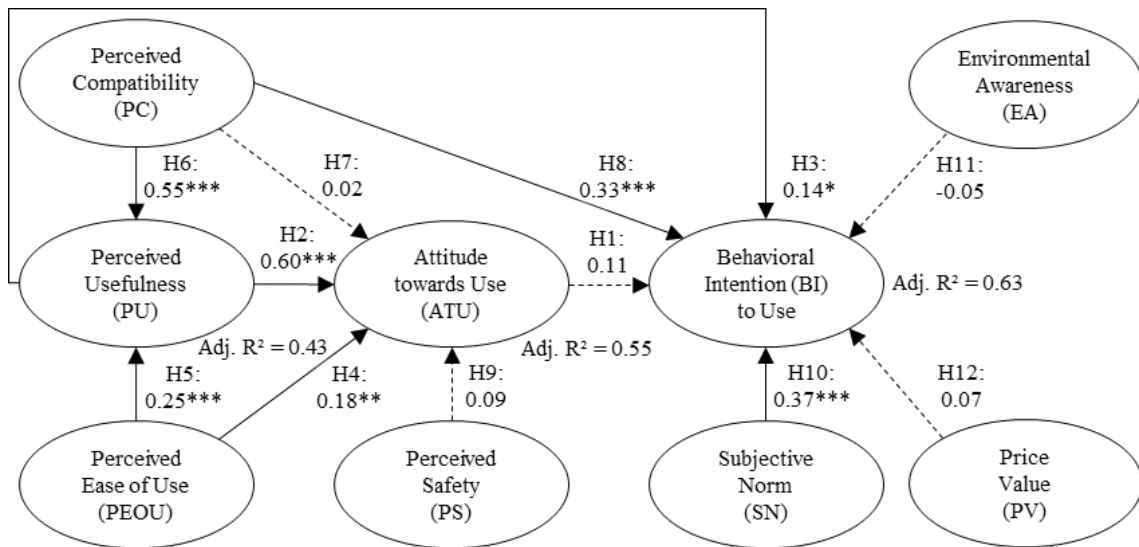 Perceived
Compatibility
(PC)
Environmental
Awareness
(EA)
H6:
0.55***
H7:
0.02
H8:
0.33***
H3:
0.14*
H11:
-0.05
Perceived
Usefulness
(PU)
H2:
0.60***
Attitude
towards Use
(ATU)
H1:
0.11
Behavioral
Intention (BI)
to Use
Adj. R² = 0.63
Adj. R² = 0.43
Adj. R² = 0.55
H5:
0.25***
H4:
0.18**
H9:
0.09
H10:
0.37***
H12:
0.07
Perceived
Ease of Use
(PEOU)
Perceived
Safety
(PS)
Subjective
Norm
(SN)
Price
Value
(PV)